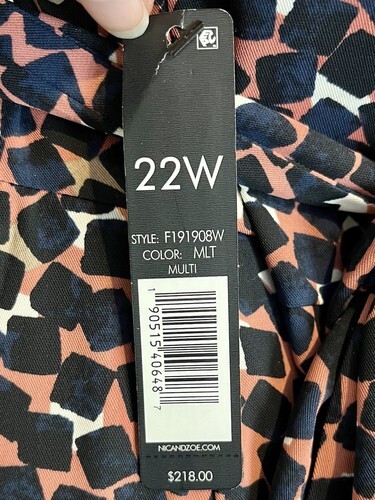 22W
STYLE: F191908W
COLOR: MLT
MULTI
1 90515 40648 7
NICANDZOE.COM
$218.00